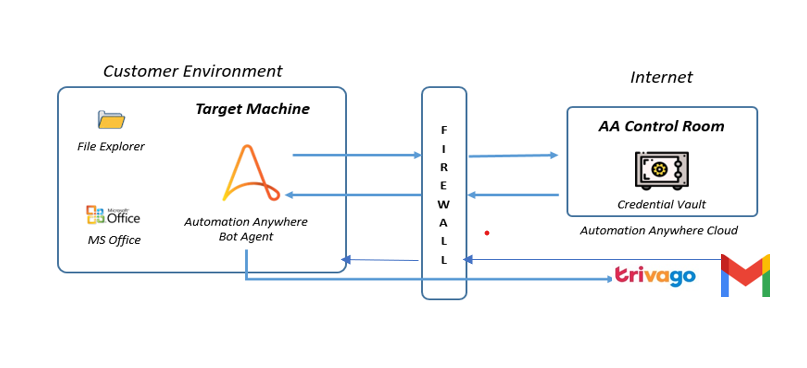 Customer Environment
Internet
Target Machine
File Explorer
Microsoft
Office
MS Office
Automation Anywhere
Bot Agent
F
I
R
E
W
A
L
L
AA Control Room
Credential Vault
Automation Anywhere Cloud
trivago